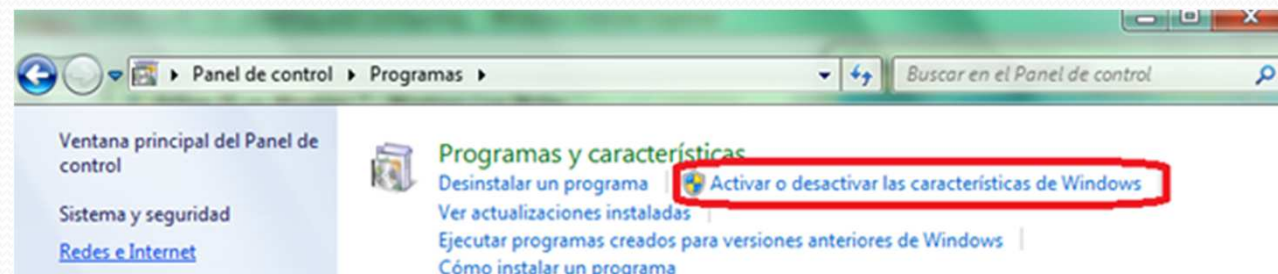 Panel de control Programas
Buscar en el Panel de control
Ventana principal del Panel de
control
Sistema y seguridad
Redes e Internet
Programas y características
Desinstalar un programa Activar o desactivar las características de Windows
Ver actualizaciones instaladas
Ejecutar programas creados para versiones anteriores de Windows
Cómo instalar un programa